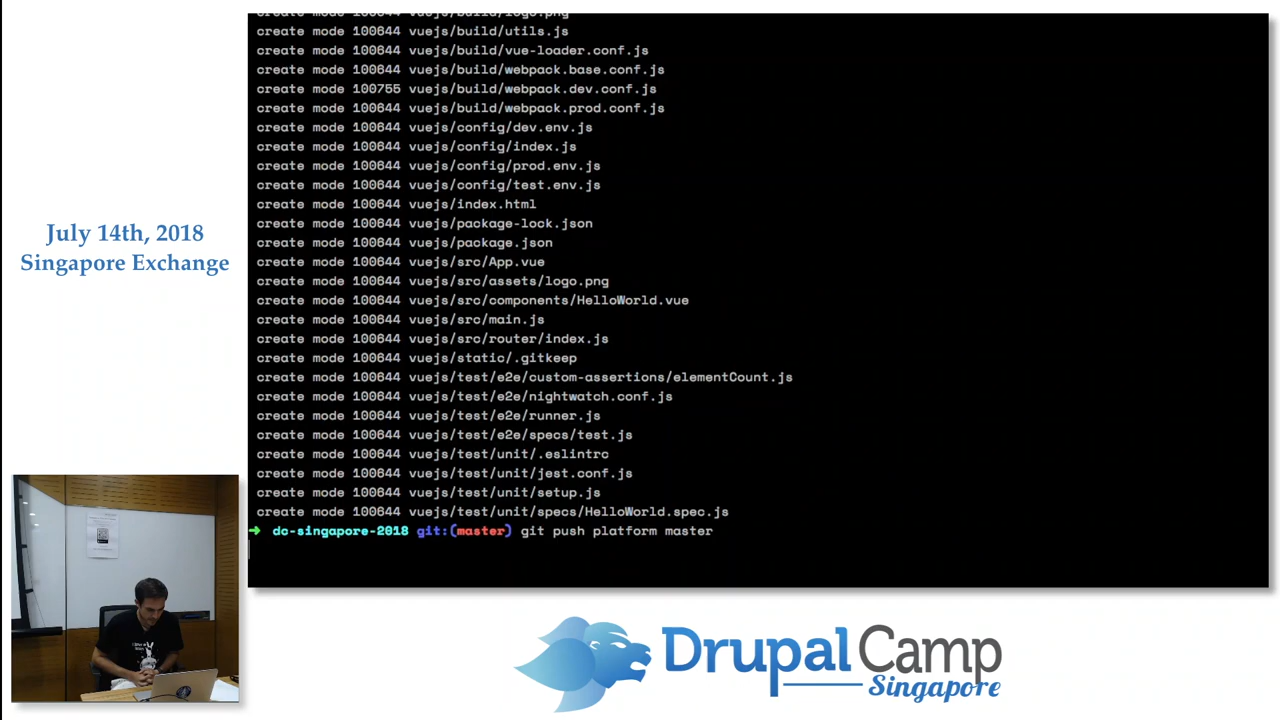 create mode 100644 vuejs/build/logo.png
create mode 100644 vuejs/build/utils.js
create mode 100644 vuejs/build/vue-loader.conf.js
create mode 100644 vuejs/build/webpack.base.conf.js
create mode 100755 vuejs/build/webpack.dev.conf.js
create mode 100644 vuejs/build/webpack.prod.conf.js
create mode 100644 vuejs/config/dev.env.js
create mode 100644 vuejs/config/index.js
create mode 100644 vuejs/config/prod.env.js
create mode 100644 vuejs/config/test.env.js
create mode 100644 vuejs/index.html
create mode 100644 vuejs/package-lock.json
create mode 100644 vuejs/package.json
create mode 100644 vuejs/src/App.vue
create mode 100644 vuejs/src/assets/logo.png
create mode 100644 vuejs/src/components/HelloWorld.vue
create mode 100644 vuejs/src/main.js
create mode 100644 vuejs/src/router/index.js
create mode 100644 vuejs/static/.gitkeep
create mode 100644 vuejs/test/e2e/custom-assertions/elementCount.js
create mode 100644 vuejs/test/e2e/nightwatch.conf.js
create mode 100644 vuejs/test/e2e/runner.js
create mode 100644 vuejs/test/e2e/specs/test.js
create mode 100644 vuejs/test/unit/.eslintrc
create mode 100644 vuejs/test/unit/jest.conf.js
create mode 100644 vuejs/test/unit/setup.js
create mode 100644 vuejs/test/unit/specs/HelloWorld.spec.js
➜ dc-singapore-2018 git:(master) git push platform master
July 14th, 2018
Singapore Exchange
DrupalCamp
Singapore